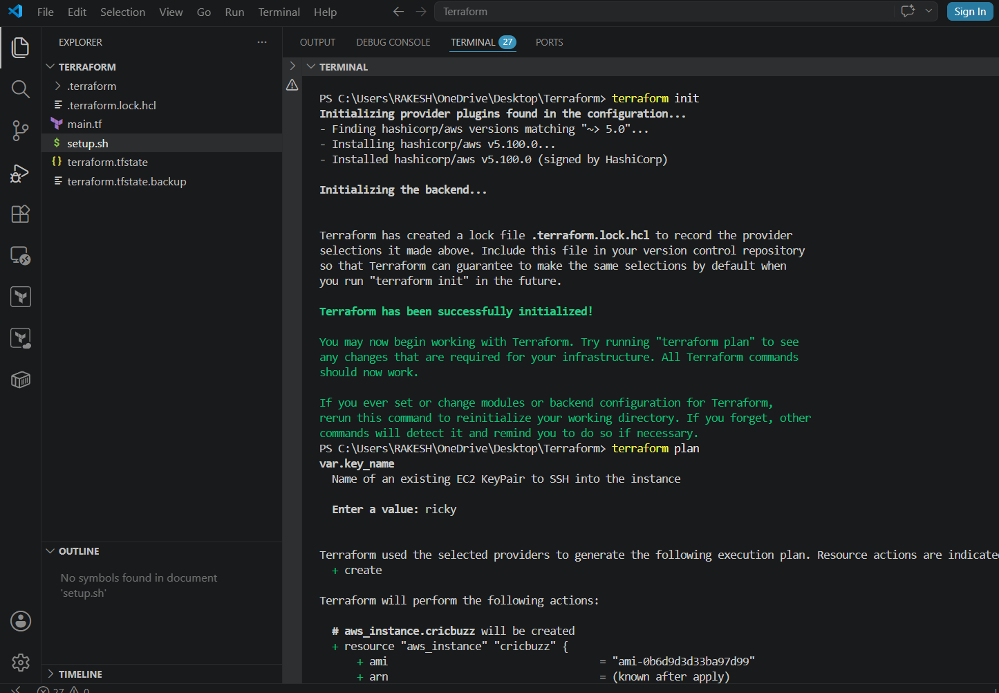 File Edit Selection View Go Run Terminal Help
Terraform
Sign In
EXPLORER
TERRAFORM
.terraform
.terraform.lock.hcl
main.tf
$ setup.sh
{} terraform.tfstate
terraform.tfstate.backup
OUTLINE
No symbols found in document
'setup.sh'
TIMELINE
OUTPUT DEBUG CONSOLE TERMINAL 27 PORTS
TERMINAL
PS C:\Users\RAKESH\OneDrive\Desktop\Terraform> terraform init
Initializing provider plugins found in the configuration...
- Finding hashicorp/aws versions matching "~> 5.0"...
- Installing hashicorp/aws v5.100.0...
- Installed hashicorp/aws v5.100.0 (signed by HashiCorp)
Initializing the backend...
Terraform has created a lock file .terraform.lock.hcl to record the provider
selections it made above. Include this file in your version control repository
so that Terraform can guarantee to make the same selections by default when
you run "terraform init" in the future.
Terraform has been successfully initialized!
You may now begin working with Terraform. Try running "terraform plan" to see
any changes that are required for your infrastructure. All Terraform commands
should now work.
If you ever set or change modules or backend configuration for Terraform,
rerun this command to reinitialize your working directory. If you forget, other
commands will detect it and remind you to do so if necessary.
PS C:\Users\RAKESH\OneDrive\Desktop\Terraform> terraform plan
var.key_name
Name of an existing EC2 KeyPair to SSH into the instance
Enter a value: ricky
Terraform used the selected providers to generate the following execution plan. Resource actions are indicate
+ create
Terraform will perform the following actions:
# aws_instance.cricbuzz will be created
+ resource "aws_instance" "cricbuzz" {
+ ami = "ami-0b6d9d3d33ba97d99"
+ arn = (known after apply)
27 0